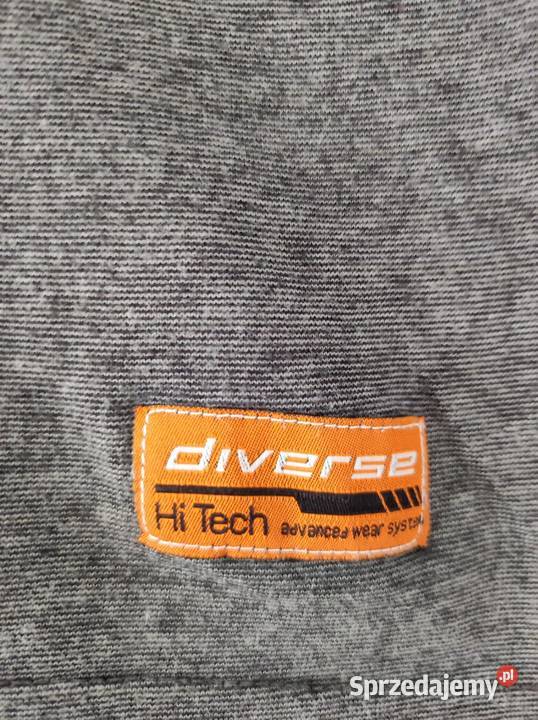 diverse
Hi Tech advanced wear system
Sprzedajemy.pl